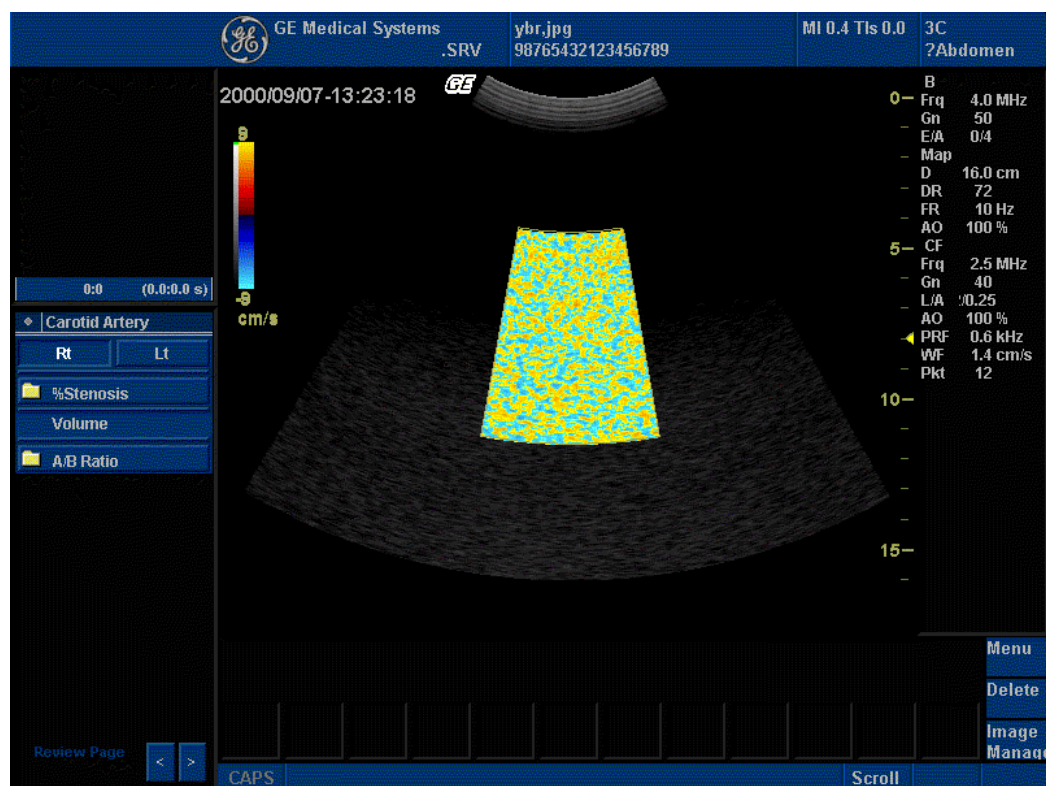 GE Medical Systems
.SRV
ybr.jpg
98765432123456789
MI 0.4 TIs 0.0
3C
?Abdomen
2000/09/07-13:23:18
GE
9
-9
cm/s
0
5
10
15
B
Frq 4.0 MHz
Gn 50
E/A 0/4
Map
D 16.0 cm
DR 72
FR 10 Hz
AO 100 %
CF
Frq 2.5 MHz
Gn 40
L/A :/0.25
AO 100 %
PRF 0.6 kHz
WF 1.4 cm/s
Pkt 12
0:0 (0.0:0.0 s)
Carotid Artery
Rt Lt
%Stenosis
Volume
A/B Ratio
Review Page < >
Menu
Delete
Image
Manage
CAPS
Scroll